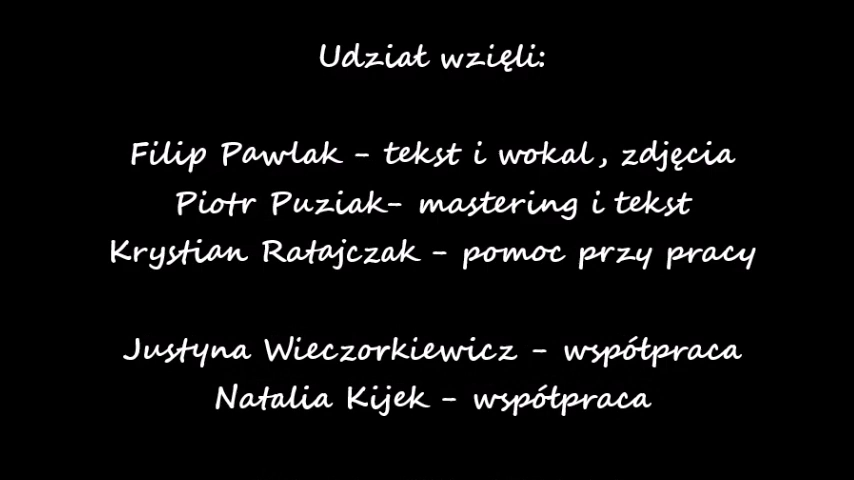 Udział wzięli:
Filip Pawlak - tekst i wokal, zdjęcia
Piotr Puziak- mastering i tekst
Krystian Ratajczak - pomoc przy pracy
Justyna Wieczorkiewicz - współpraca
Natalia Kijek - współpraca